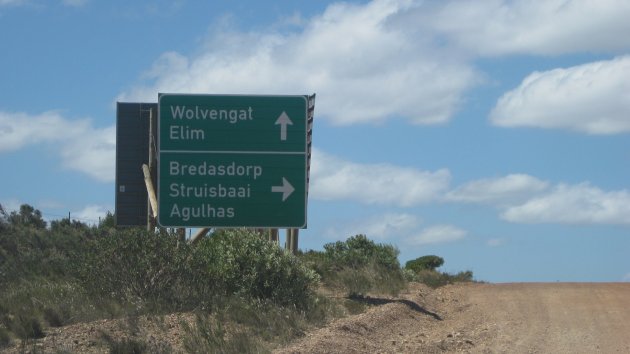 Wolvengat
Elim
Bredasdorp
Struisbaai
Agulhas